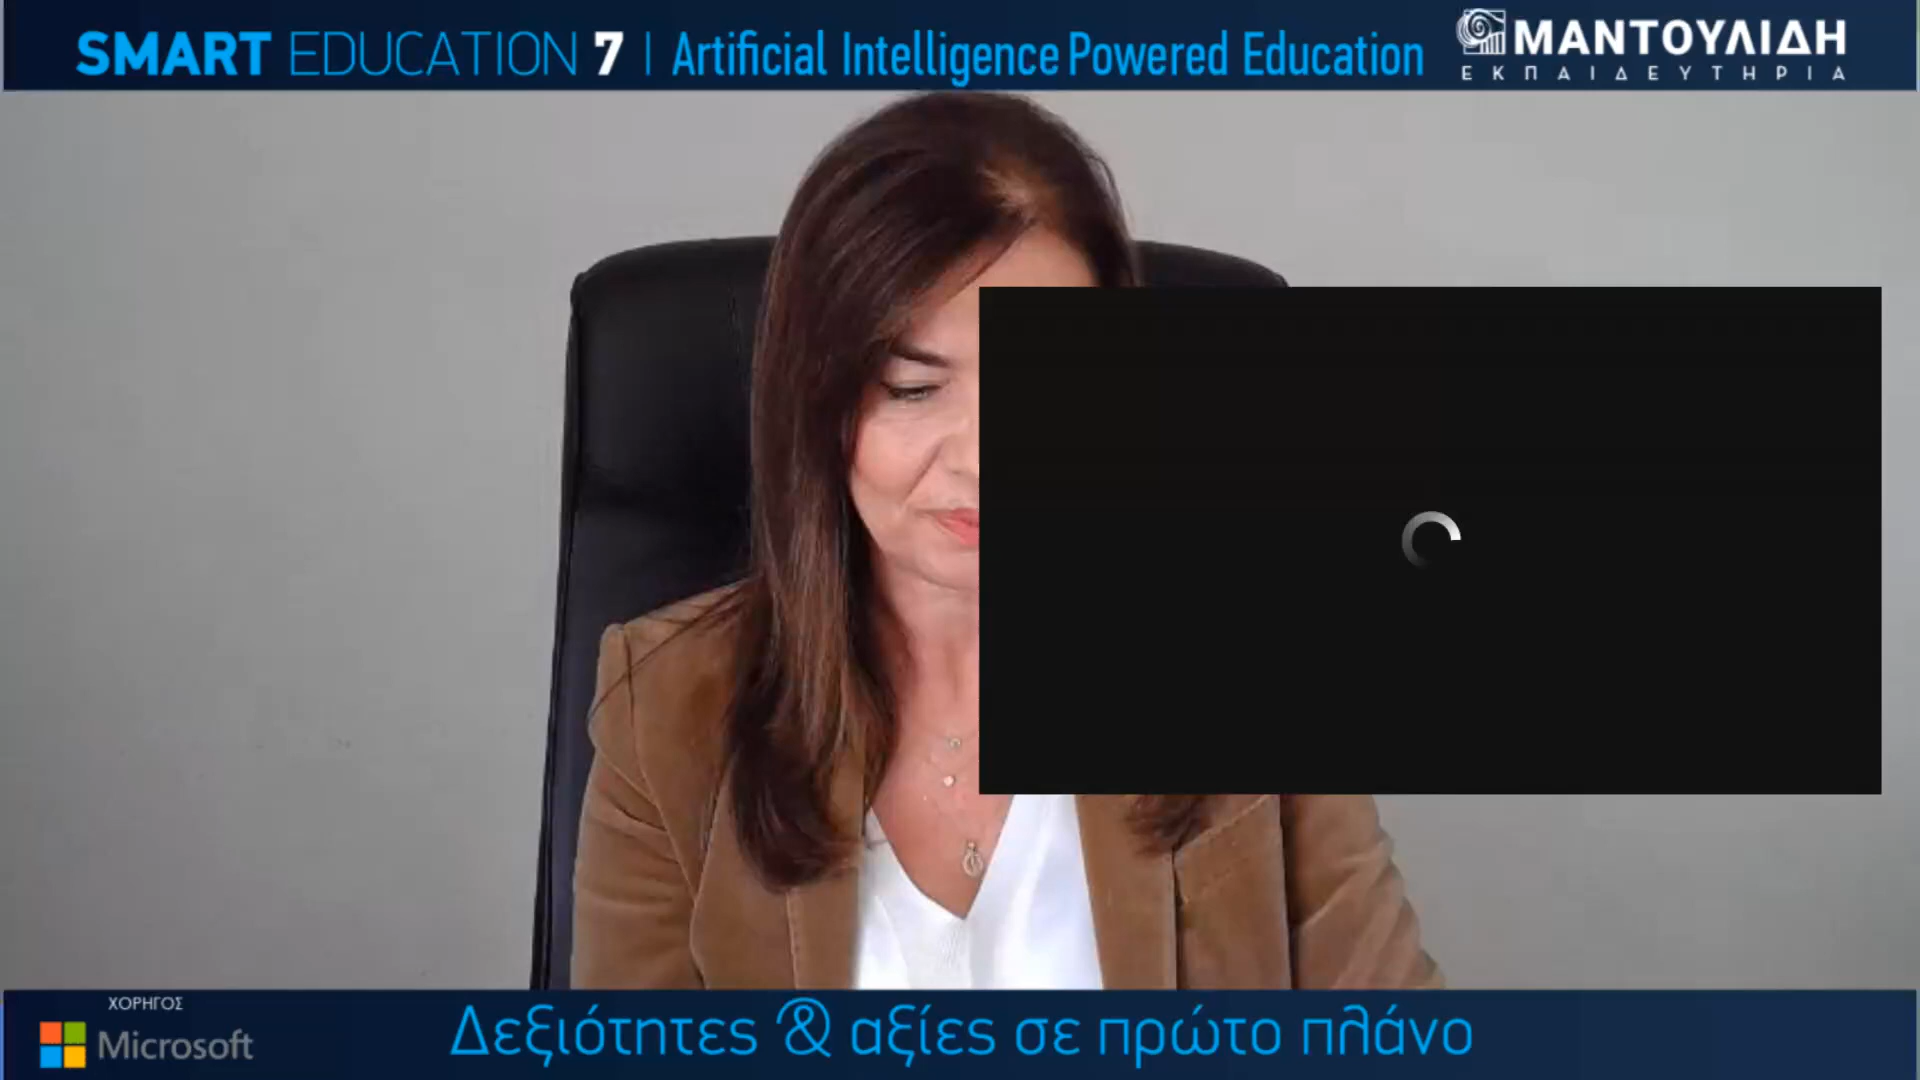 SMART EDUCATION 7 | Artificial Intelligence Powered Education
ΜΑΝΤΟΥΛΙΔΗ
ΕΚΠΑΙΔΕΥΤΗΡΙΑ
ΧΟΡΗΓΟΣ
Microsoft
Δεξιότητες & αξίες σε πρώτο πλάνο